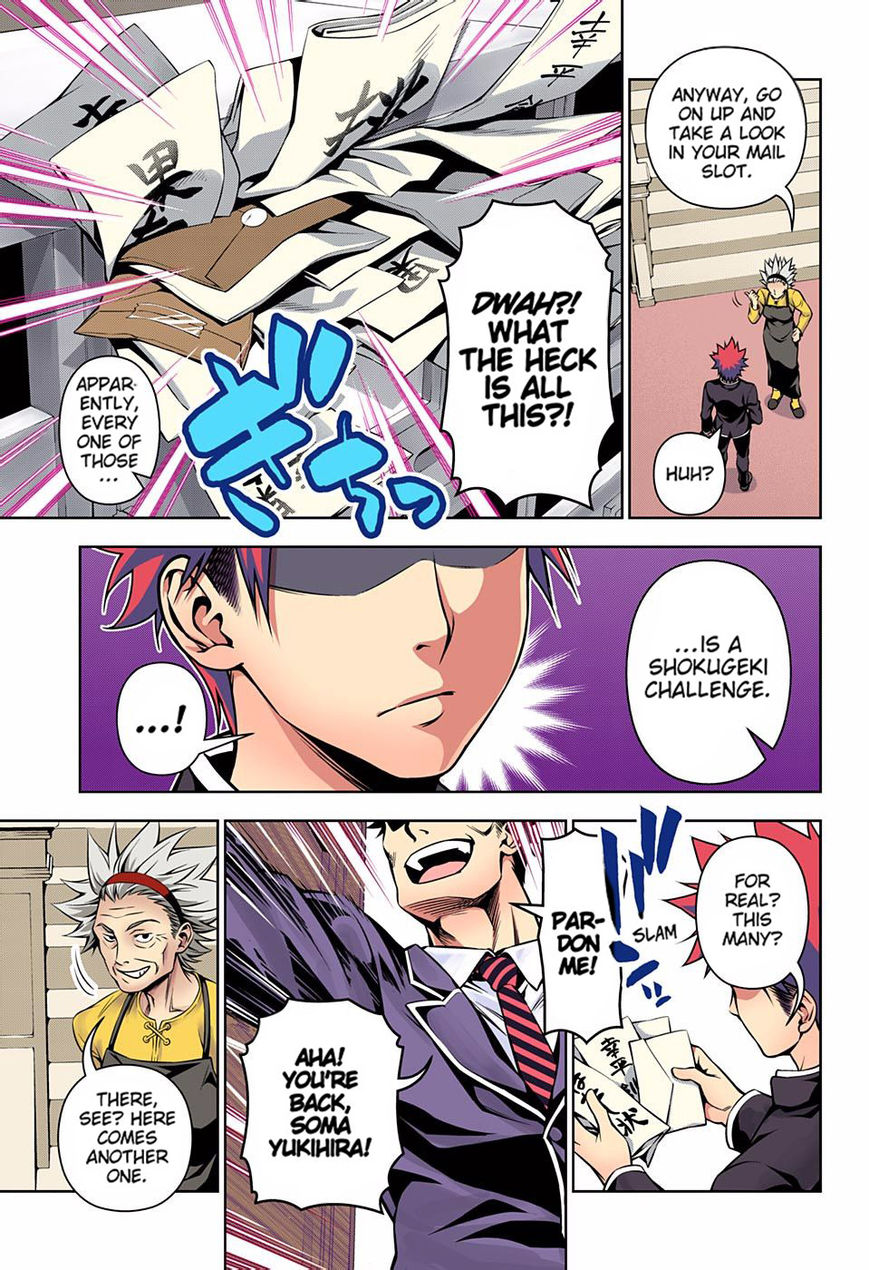 ANYWAY, GO
ON UP AND
TAKE A LOOK
IN YOUR MAIL
SLOT.
HUH?
DWAH?!
WHAT
THE HECK
IS ALL
THIS?!
APPAR-
ENTLY,
EVERY
ONE OF
THOSE
...
...IS A
SHOKUGEKI
CHALLENGE.
...!
FOR
REAL?
THIS
MANY?
SLAM
PAR-
DON
ME!
AHA!
YOU'RE
BACK,
SOMA
YUKIHIRA!
THERE,
SEE? HERE
COMES
ANOTHER
ONE.